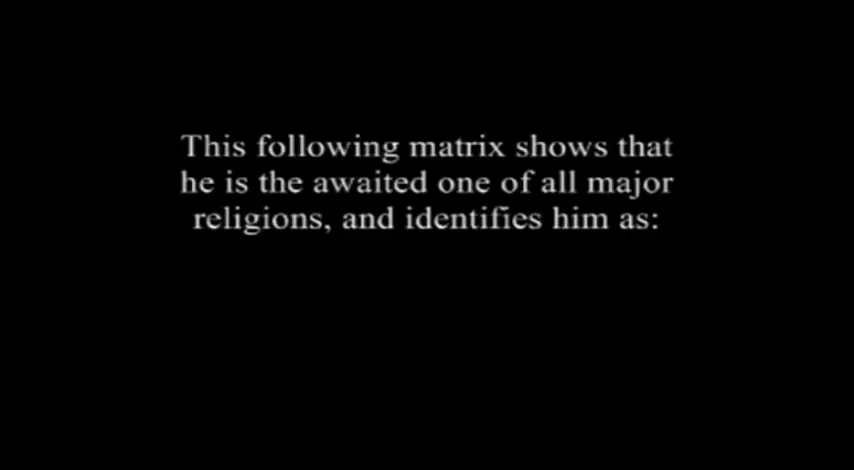 This following matrix shows that
he is the awaited one of all major
religions, and identifies him as: